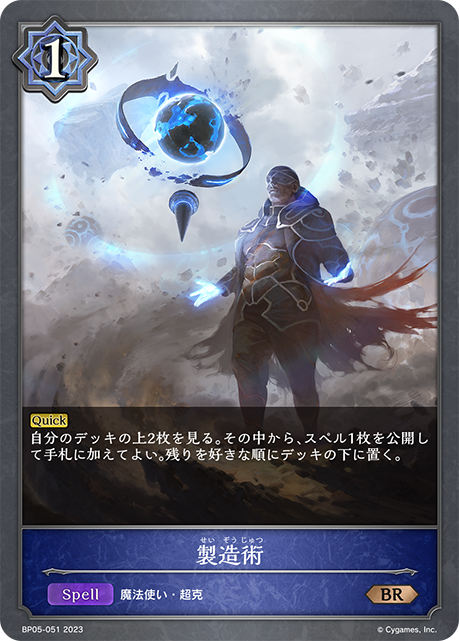 1
Quick
自分のデッキの上2枚を見る。その中から、スペル1枚を公開し
て手札に加えてよい。残りを好きな順にデッキの下に置く。
せい ぞう じゅつ
製造術
Spell 魔法使い・超克 BR
BP05-051 2023 © Cygames, Inc.